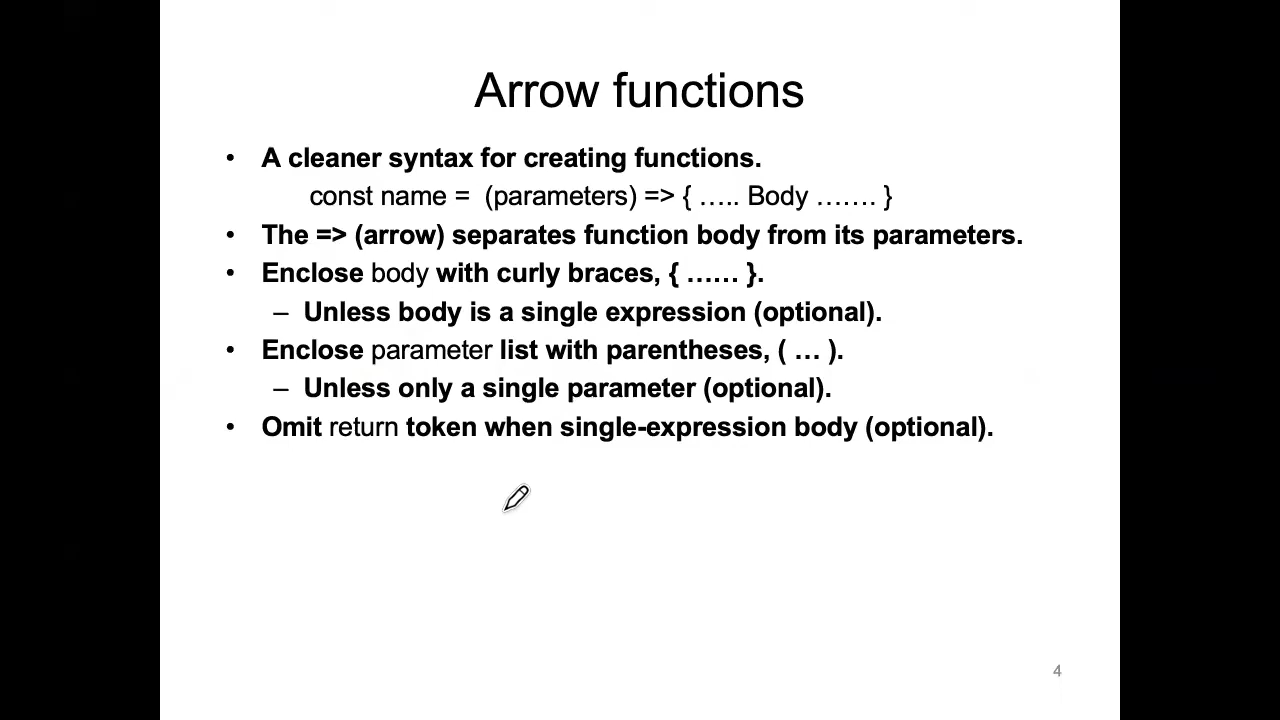 Arrow functions
• A cleaner syntax for creating functions.
const name = (parameters) => { ….. Body ……. }
• The => (arrow) separates function body from its parameters.
• Enclose body with curly braces, { …… }.
– Unless body is a single expression (optional).
• Enclose parameter list with parentheses, ( … ).
– Unless only a single parameter (optional).
• Omit return token when single-expression body (optional).
4